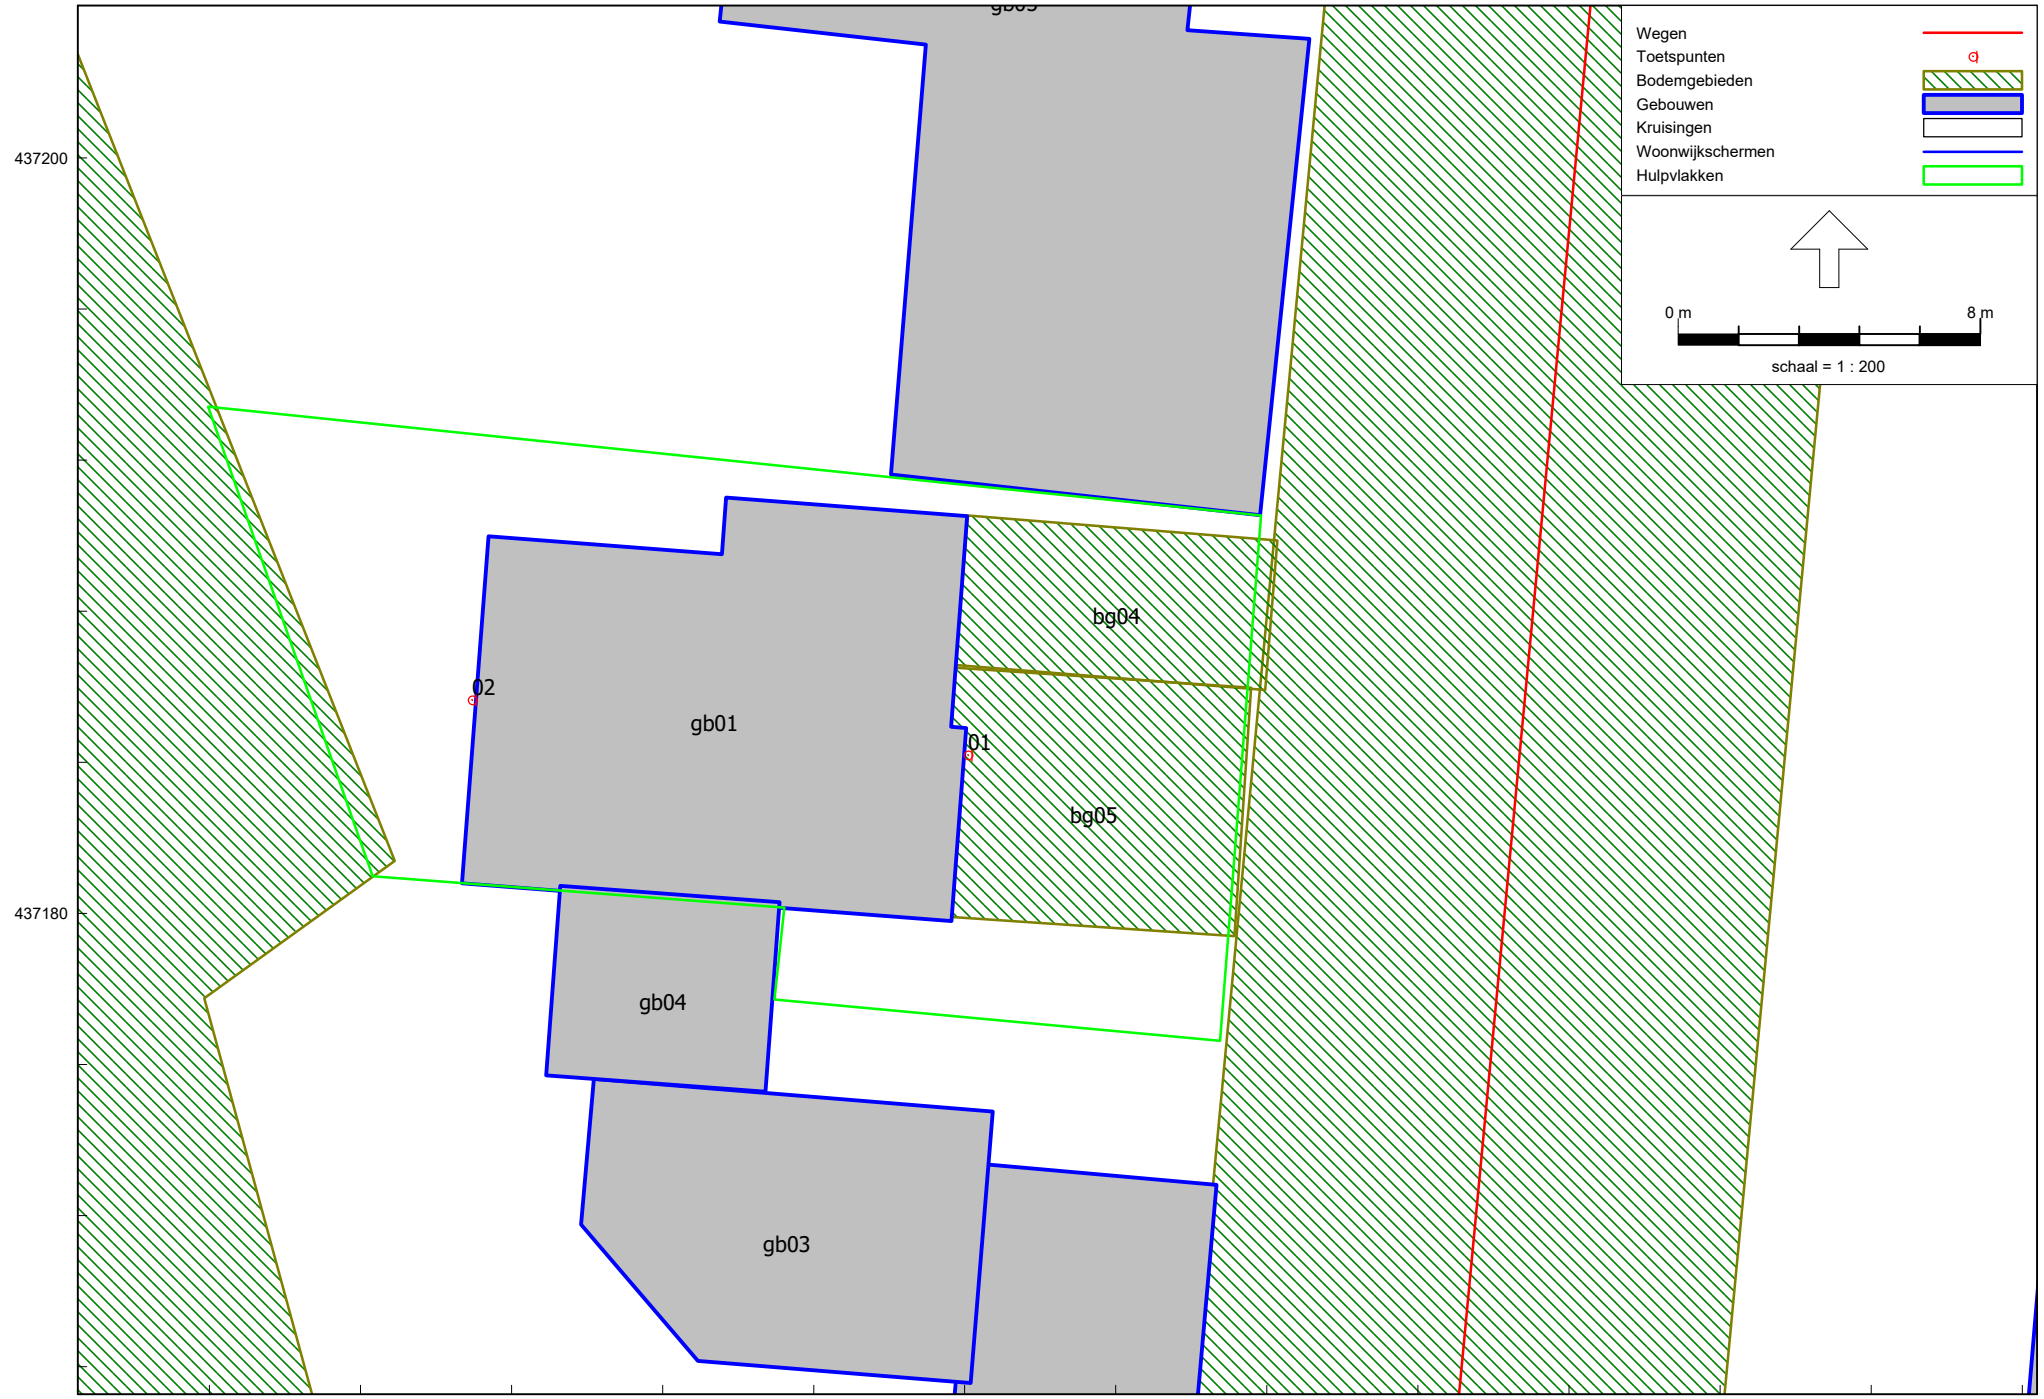 Wegen
Toetspunten
Bodemgebieden
Gebouwen
Kruisingen
Woonwijkschermen
Hulpvlakken
0 m 8 m
schaal = 1 : 200
437200
bg04
02
gb01
01
bg05
437180
gb04
gb03